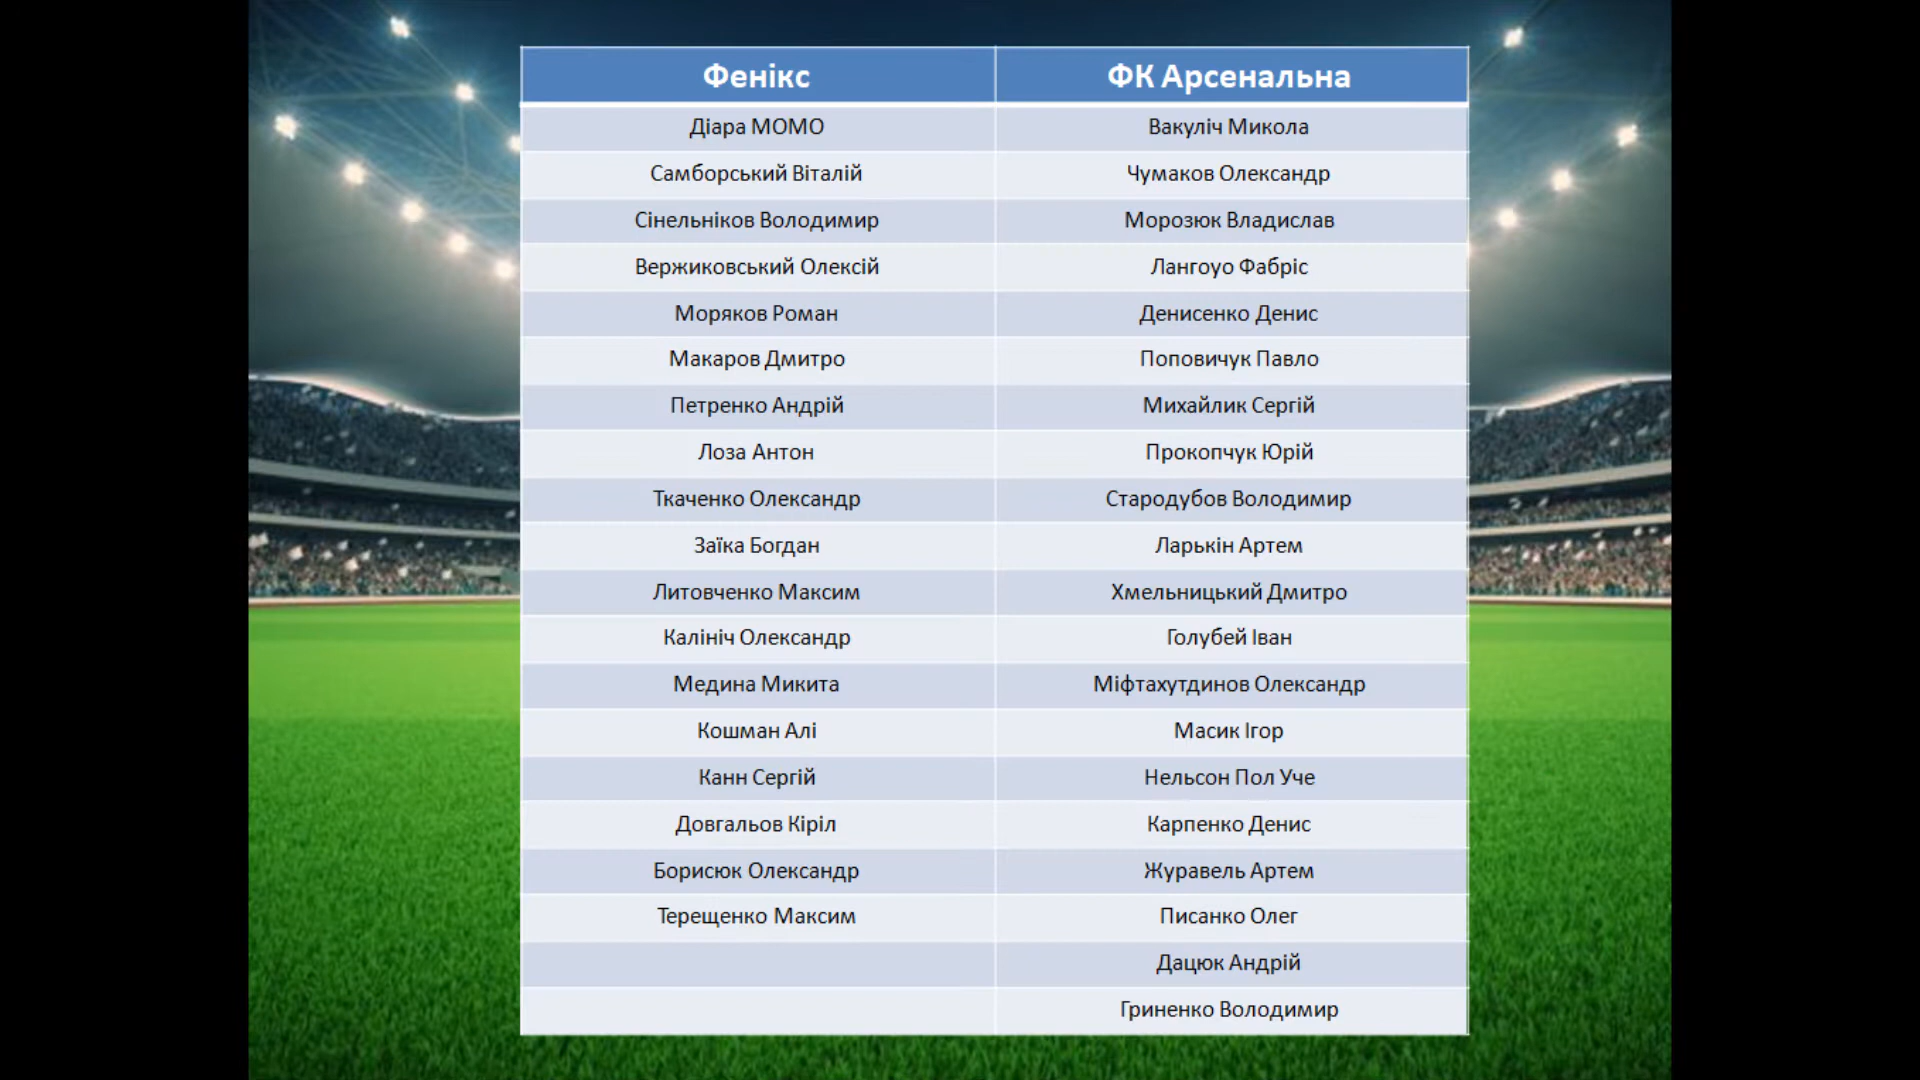 Фенікс ФК Арсенальна
Діара МОМО Вакуліч Микола
Самборський Віталій Чумаков Олександр
Сінельніков Володимир Морозюк Владислав
Вержиковський Олексій Лангоуо Фабріс
Моряков Роман Денисенко Денис
Макаров Дмитро Поповичук Павло
Петренко Андрій Михайлик Сергій
Лоза Антон Прокопчук Юрій
Ткаченко Олександр Стародубов Володимир
Заїка Богдан Ларькін Артем
Литовченко Максим Хмельницький Дмитро
Калініч Олександр Голубей Іван
Медина Микита Міфтахутдинов Олександр
Кошман Алі Масик Ігор
Канн Сергій Нельсон Пол Уче
Довгальов Кіріл Карпенко Денис
Борисюк Олександр Журавель Артем
Терещенко Максим Писанко Олег
Дацюк Андрій
Гриненко Володимир